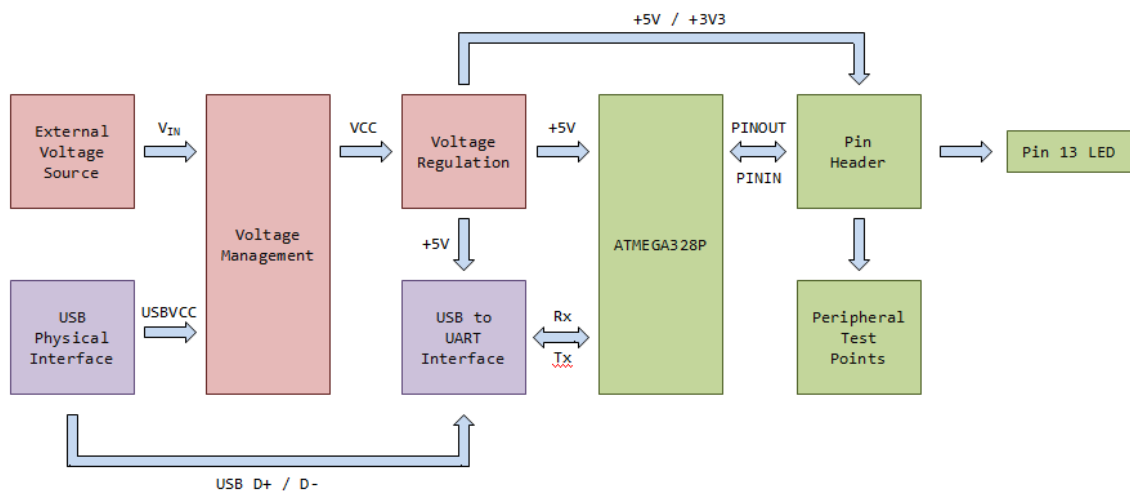 +5V / +3V3
External
Voltage
Source
VIN
Voltage
Management
VCC
Voltage
Regulation
+5V
ATMEGA328P
PINOUT
PININ
Pin
Header
Pin 13 LED
+5V
USB
Physical
Interface
USBVCC
USB to
UART
Interface
Rx
Tx
Peripheral
Test
Points
USB D+ / D-